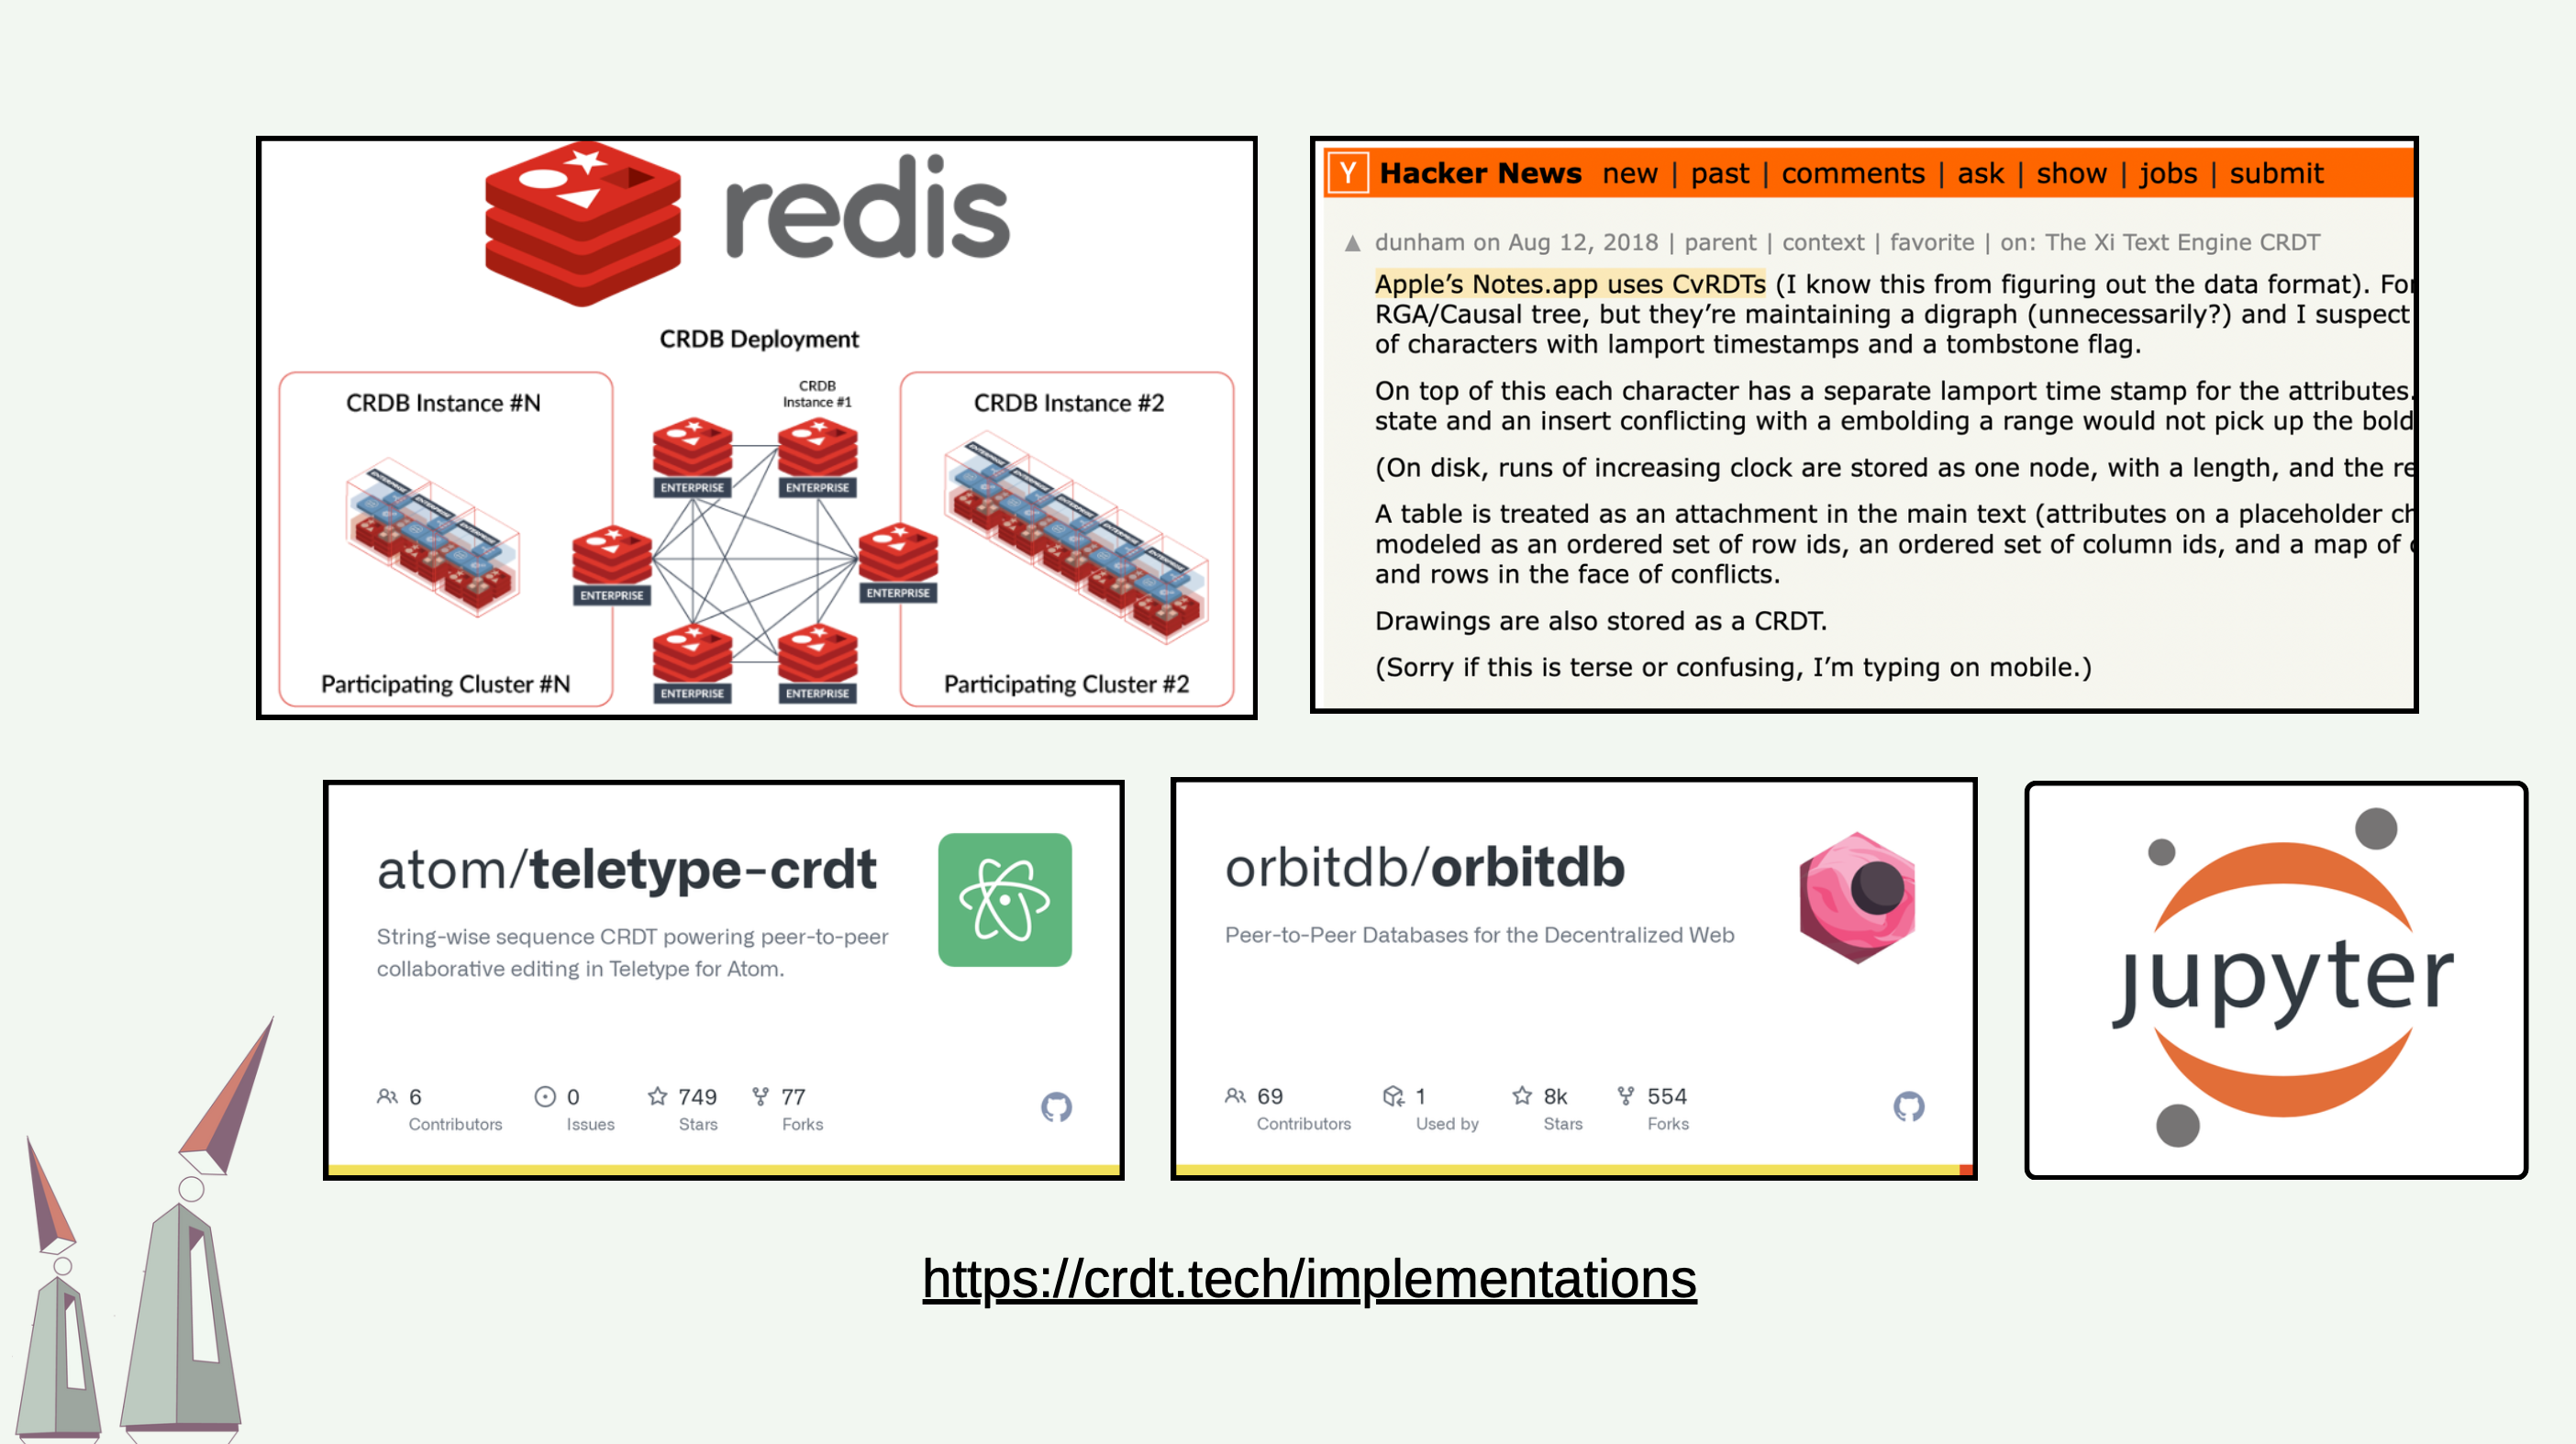 redis
CRDB Deployment
CRDB Instance #N
CRDB
Instance #1
CRDB Instance #2
ENTERPRISE
ENTERPRISE
ENTERPRISE
ENTERPRISE
ENTERPRISE
ENTERPRISE
Participating Cluster #N
Participating Cluster #2
Y Hacker News new | past | comments | ask | show | jobs | submit
dunham on Aug 12, 2018 | parent | context | favorite | on: The Xi Text Engine CRDT
Apple’s Notes.app uses CvRDTs (I know this from figuring out the data format). For
RGA/Causal tree, but they’re maintaining a digraph (unnecessarily?) and I suspect
of characters with lamport timestamps and a tombstone flag.
On top of this each character has a separate lamport time stamp for the attributes.
state and an insert conflicting with a embolding a range would not pick up the bold
(On disk, runs of increasing clock are stored as one node, with a length, and the re
A table is treated as an attachment in the main text (attributes on a placeholder ch
modeled as an ordered set of row ids, an ordered set of column ids, and a map of
and rows in the face of conflicts.
Drawings are also stored as a CRDT.
(Sorry if this is terse or confusing, I’m typing on mobile.)
atom/teletype-crdt
String-wise sequence CRDT powering peer-to-peer
collaborative editing in Teletype for Atom.
6 0 749 77
Contributors Issues Stars Forks
orbitdb/orbitdb
Peer-to-Peer Databases for the Decentralized Web
69 1 8k 554
Contributors Used by Stars Forks
jupyter
https://crdt.tech/implementations